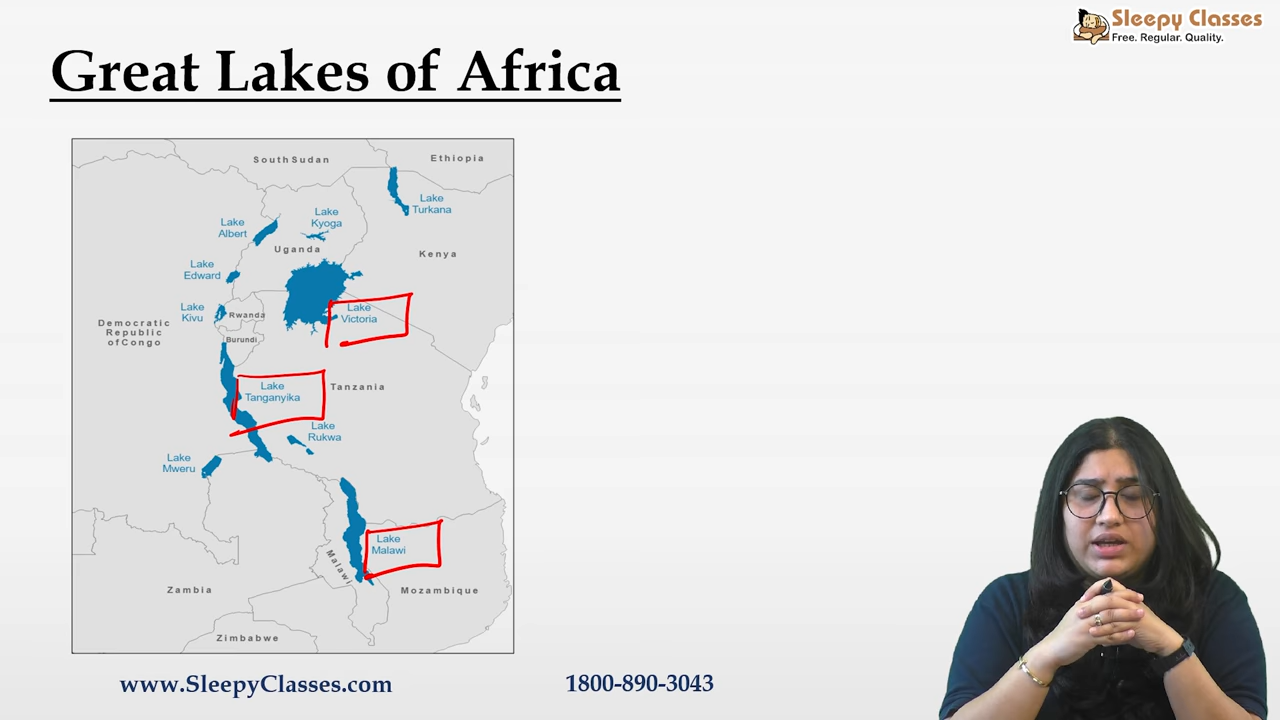 Sleepy Classes
Free. Regular. Quality.
Great Lakes of Africa
South Sudan
Ethiopia
Lake
Turkana
Lake
Kyoga
Lake
Albert
Uganda
Kenya
Lake
Edward
Lake
Kivu
Rwanda
Lake
Victoria
Democratic
Republic
ofCongo
Burundi
Lake
Tanganyika
Tanzania
Lake
Rukwa
Lake
Mweru
Lake
Malawi
Malawi
Zambia
Mozambique
Zimbabwe
www.SleepyClasses.com
1800-890-3043